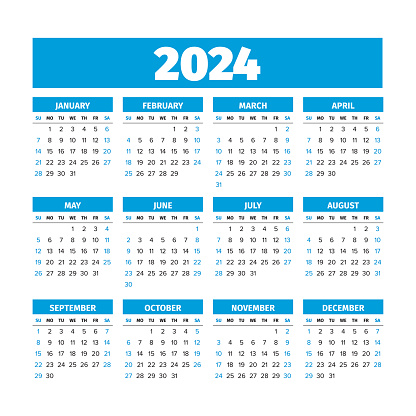 2024
JANUARY FEBRUARY MARCH APRIL
SU MO TU WE TH FR SA SU MO TU WE TH FR SA SU MO TU WE TH FR SA SU MO TU WE TH FR SA
1 2 3 4 5 6 1 2 3 1 2 1 2 3 4 5 6
7 8 9 10 11 12 13 4 5 6 7 8 9 10 3 4 5 6 7 8 9 7 8 9 10 11 12 13
14 15 16 17 18 19 20 11 12 13 14 15 16 17 10 11 12 13 14 15 16 14 15 16 17 18 19 20
21 22 23 24 25 26 27 18 19 20 21 22 23 24 17 18 19 20 21 22 23 21 22 23 24 25 26 27
28 29 30 31 25 26 27 28 29 24 25 26 27 28 29 30 28 29 30
31
MAY JUNE JULY AUGUST
SU MO TU WE TH FR SA SU MO TU WE TH FR SA SU MO TU WE TH FR SA SU MO TU WE TH FR SA
1 2 3 4 1 1 2 3 4 5 6 1 2 3
5 6 7 8 9 10 11 2 3 4 5 6 7 8 7 8 9 10 11 12 13 4 5 6 7 8 9 10
12 13 14 15 16 17 18 9 10 11 12 13 14 15 14 15 16 17 18 19 20 11 12 13 14 15 16 17
19 20 21 22 23 24 25 16 17 18 19 20 21 22 21 22 23 24 25 26 27 18 19 20 21 22 23 24
26 27 28 29 30 31 23 24 25 26 27 28 29 28 29 30 31 25 26 27 28 29 30 31
30
SEPTEMBER OCTOBER NOVEMBER DECEMBER
SU MO TU WE TH FR SA SU MO TU WE TH FR SA SU MO TU WE TH FR SA SU MO TU WE TH FR SA
1 2 3 4 5 6 7 1 2 3 4 5 1 2 1 2 3 4 5 6 7
8 9 10 11 12 13 14 6 7 8 9 10 11 12 3 4 5 6 7 8 9 8 9 10 11 12 13 14
15 16 17 18 19 20 21 13 14 15 16 17 18 19 10 11 12 13 14 15 16 15 16 17 18 19 20 21
22 23 24 25 26 27 28 20 21 22 23 24 25 26 17 18 19 20 21 22 23 22 23 24 25 26 27 28
29 30 27 28 29 30 31 24 25 26 27 28 29 30 29 30 31